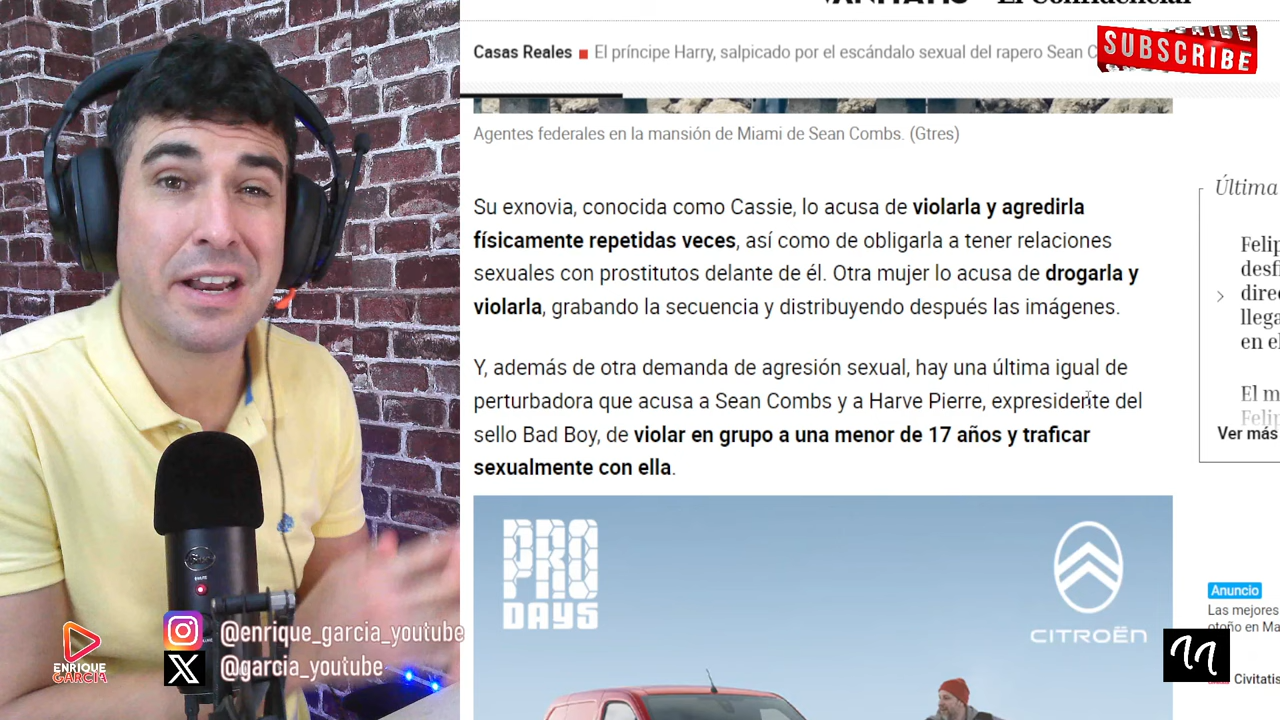 Casas Reales El príncipe Harry, salpicado por el escándalo sexual del rapero Sean
SUBSCRIBE
Agentes federales en la mansión de Miami de Sean Combs. (Gtres)
Su exnovia, conocida como Cassie, lo acusa de violarla y agredirla
físicamente repetidas veces, así como de obligarla a tener relaciones
sexuales con prostitutos delante de él. Otra mujer lo acusa de drogarla y
violarla, grabando la secuencia y distribuyendo después las imágenes.
Y, además de otra demanda de agresión sexual, hay una última igual de
perturbadora que acusa a Sean Combs y a Harve Pierre, expresidente del
sello Bad Boy, de violar en grupo a una menor de 17 años y traficar
sexualmente con ella.
Última
El
en
Ver más
PRO
PRO
DAYS
CITROËN
Anuncio
Las mejores
otoño en
Civitatis
@enrique_garcia_youtube
@garcia_youtube
ENRIQUE
GARCIA